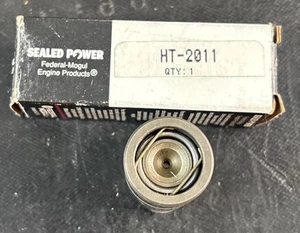 SEALED POWER
Federal-Mogul
Engine Products®
HT-2011
QTY:1